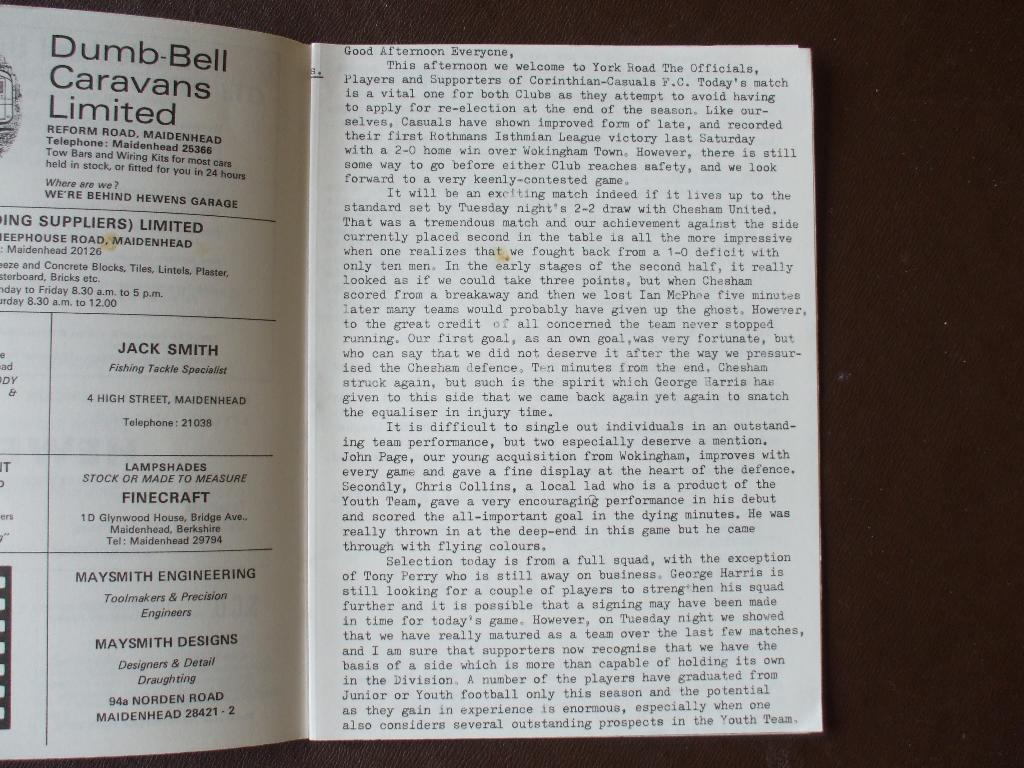 Dumb-Bell
Caravans
Limited
REFORM ROAD, MAIDENHEAD
Telephone: Maidenhead 25366
Tow Bars and Wiring Kits for most cars
held in stock, or fitted for you in 24 hours
Where are we?
WE'RE BEHIND HEWENS GARAGE
SUPPLIERS) LIMITED
ROAD, MAIDENHEAD
: Maidenhead 20126
and Concrete Blocks, Tiles, Lintels, Plaster,
Bricks etc.
to Friday 8.30 a.m. to 5 p.m.
8.30 a.m. to 12.00
JACK SMITH
Fishing Tackle Specialist
4 HIGH STREET, MAIDENHEAD
Telephone: 21038
LAMPSHADES
STOCK OR MADE TO MEASURE
FINECRAFT
1D Glynwood House, Bridge Ave.,
Maidenhead, Berkshire
Tel: Maidenhead 29794
MAYSMITH ENGINEERING
Toolmakers & Precision
Engineers
MAYSMITH DESIGNS
Designers & Detail
Draughting
94a NORDEN ROAD
MAIDENHEAD 28421 - 2
Good Afternoon Everyone,
This afternoon we welcome to York Road The Officials,
Players and Supporters of Corinthian-Casuals F.C. Today's match
is a vital one for both Clubs as they attempt to avoid having
to apply for re-election at the end of the season. Like our-
selves, Casuals have shown improved form of late, and recorded
their first Rothmans Isthmian League victory last Saturday
with a 2-0 home win over Wokingham Town. However, there is still
some way to go before either Club reaches safety, and we look
forward to a very keenly-contested game.
It will be an exciting match indeed if it lives up to the
standard set by Tuesday night's 2-2 draw with Chesham United.
That was a tremendous match and our achievement against the side
currently placed second in the table is all the more impressive
when one realizes that we fought back from a 1-0 deficit with
only ten men. In the early stages of the second half, it really
looked as if we could take three points, but when Chesham
scored from a breakaway and then we lost Ian McPhee five minutes
later many teams would probably have given up the ghost. However,
to the great credit of all concerned the team never stopped
running. Our first goal, as an own goal,was very fortunate, but
who can say that we did not deserve it after the way we pressur-
ised the Chesham defence. Ten minutes from the end, Chesham
struck again, but such is the spirit which George Harris has
given to this side that we came back again yet again to snatch
the equaliser in injury time.
It is difficult to single out individuals in an outstand-
ing team performance, but two especially deserve a mention.
John Page, our young acquisition from Wokingham, improves with
every game and gave a fine display at the heart of the defence.
Secondly, Chris Collins, a local lad who is a product of the
Youth Team, gave a very encouraging performance in his debut
and scored the all-important goal in the dying minutes. He was
really thrown in at the deep-end in this game but he came
through with flying colours.
Selection today is from a full squad, with the exception
of Tony Perry who is still away on business. George Harris is
still looking for a couple of players to strengthen his squad
further and it is possible that a signing may have been made
in time for today's game. However, on Tuesday night we showed
that we have really matured as a team over the last few matches,
and I am sure that supporters now recognise that we have the
basis of a side which is more than capable of holding its own
in the Division. A number of the players have graduated from
Junior or Youth football only this season and the potential
as they gain in experience is enormous, especially when one
also considers several outstanding prospects in the Youth Team.